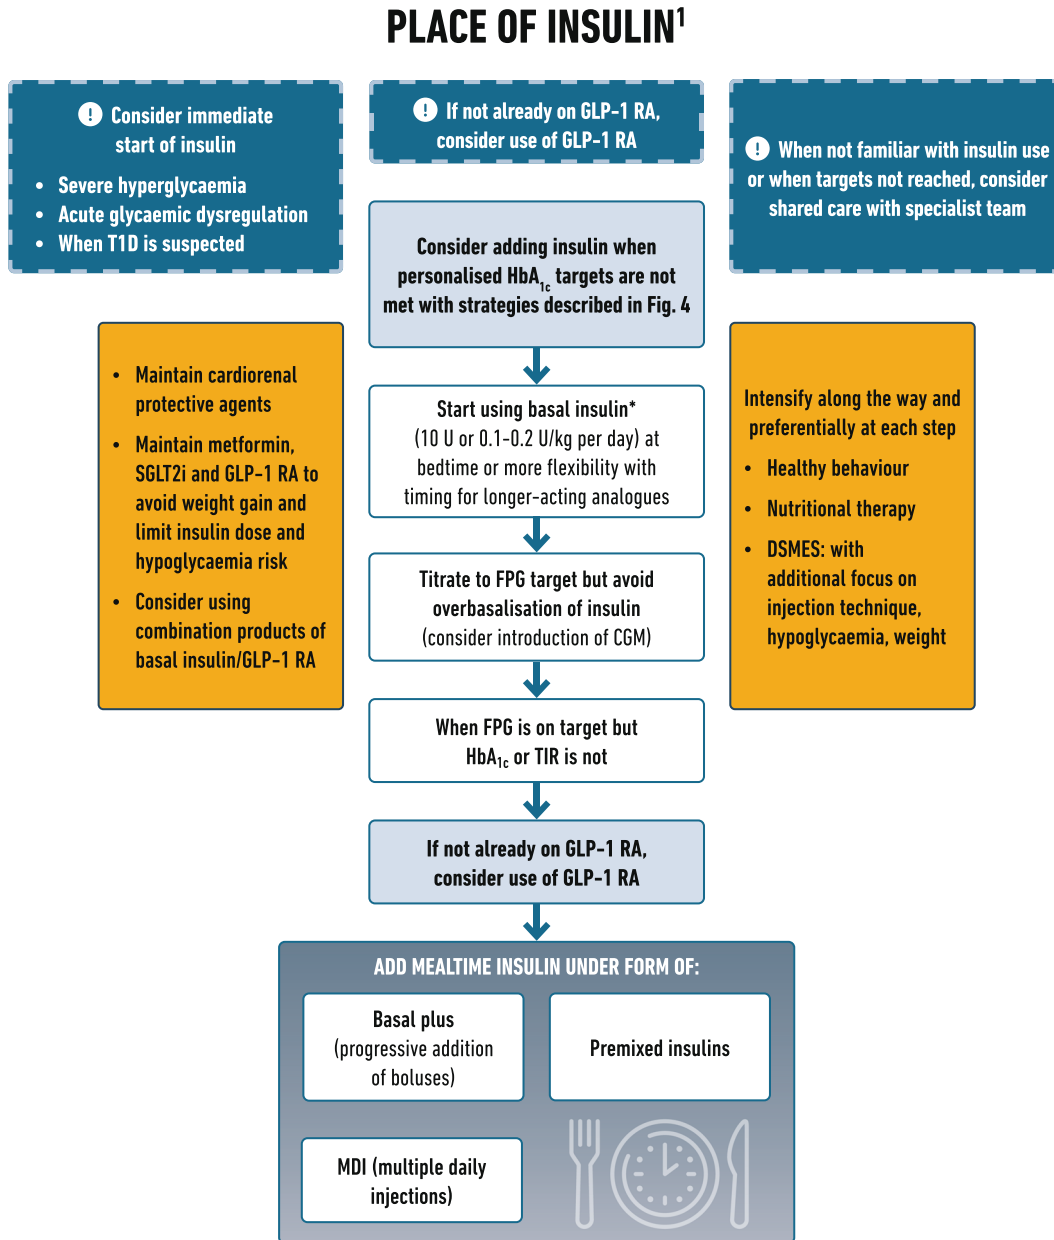 PLACE OF INSULIN¹
! Consider immediate
start of insulin
• Severe hyperglycaemia
• Acute glycaemic dysregulation
• When T1D is suspected
! If not already on GLP-1 RA,
consider use of GLP-1 RA
! When not familiar with insulin use
or when targets not reached, consider
shared care with specialist team
Consider adding insulin when
personalised HbA1c targets are not
met with strategies described in Fig. 4
• Maintain cardiorenal
protective agents
• Maintain metformin,
SGLT2i and GLP-1 RA to
avoid weight gain and
limit insulin dose and
hypoglycaemia risk
• Consider using
combination products of
basal insulin/GLP-1 RA
Start using basal insulin*
(10 U or 0.1-0.2 U/kg per day) at
bedtime or more flexibility with
timing for longer-acting analogues
Titrate to FPG target but avoid
overbasalisation of insulin
(consider introduction of CGM)
When FPG is on target but
HbA1c or TIR is not
If not already on GLP-1 RA,
consider use of GLP-1 RA
Intensify along the way and
preferentially at each step
• Healthy behaviour
• Nutritional therapy
• DSMES: with
additional focus on
injection technique,
hypoglycaemia, weight
ADD MEALTIME INSULIN UNDER FORM OF:
Basal plus
(progressive addition
of boluses)
Premixed insulins
MDI (multiple daily
injections)